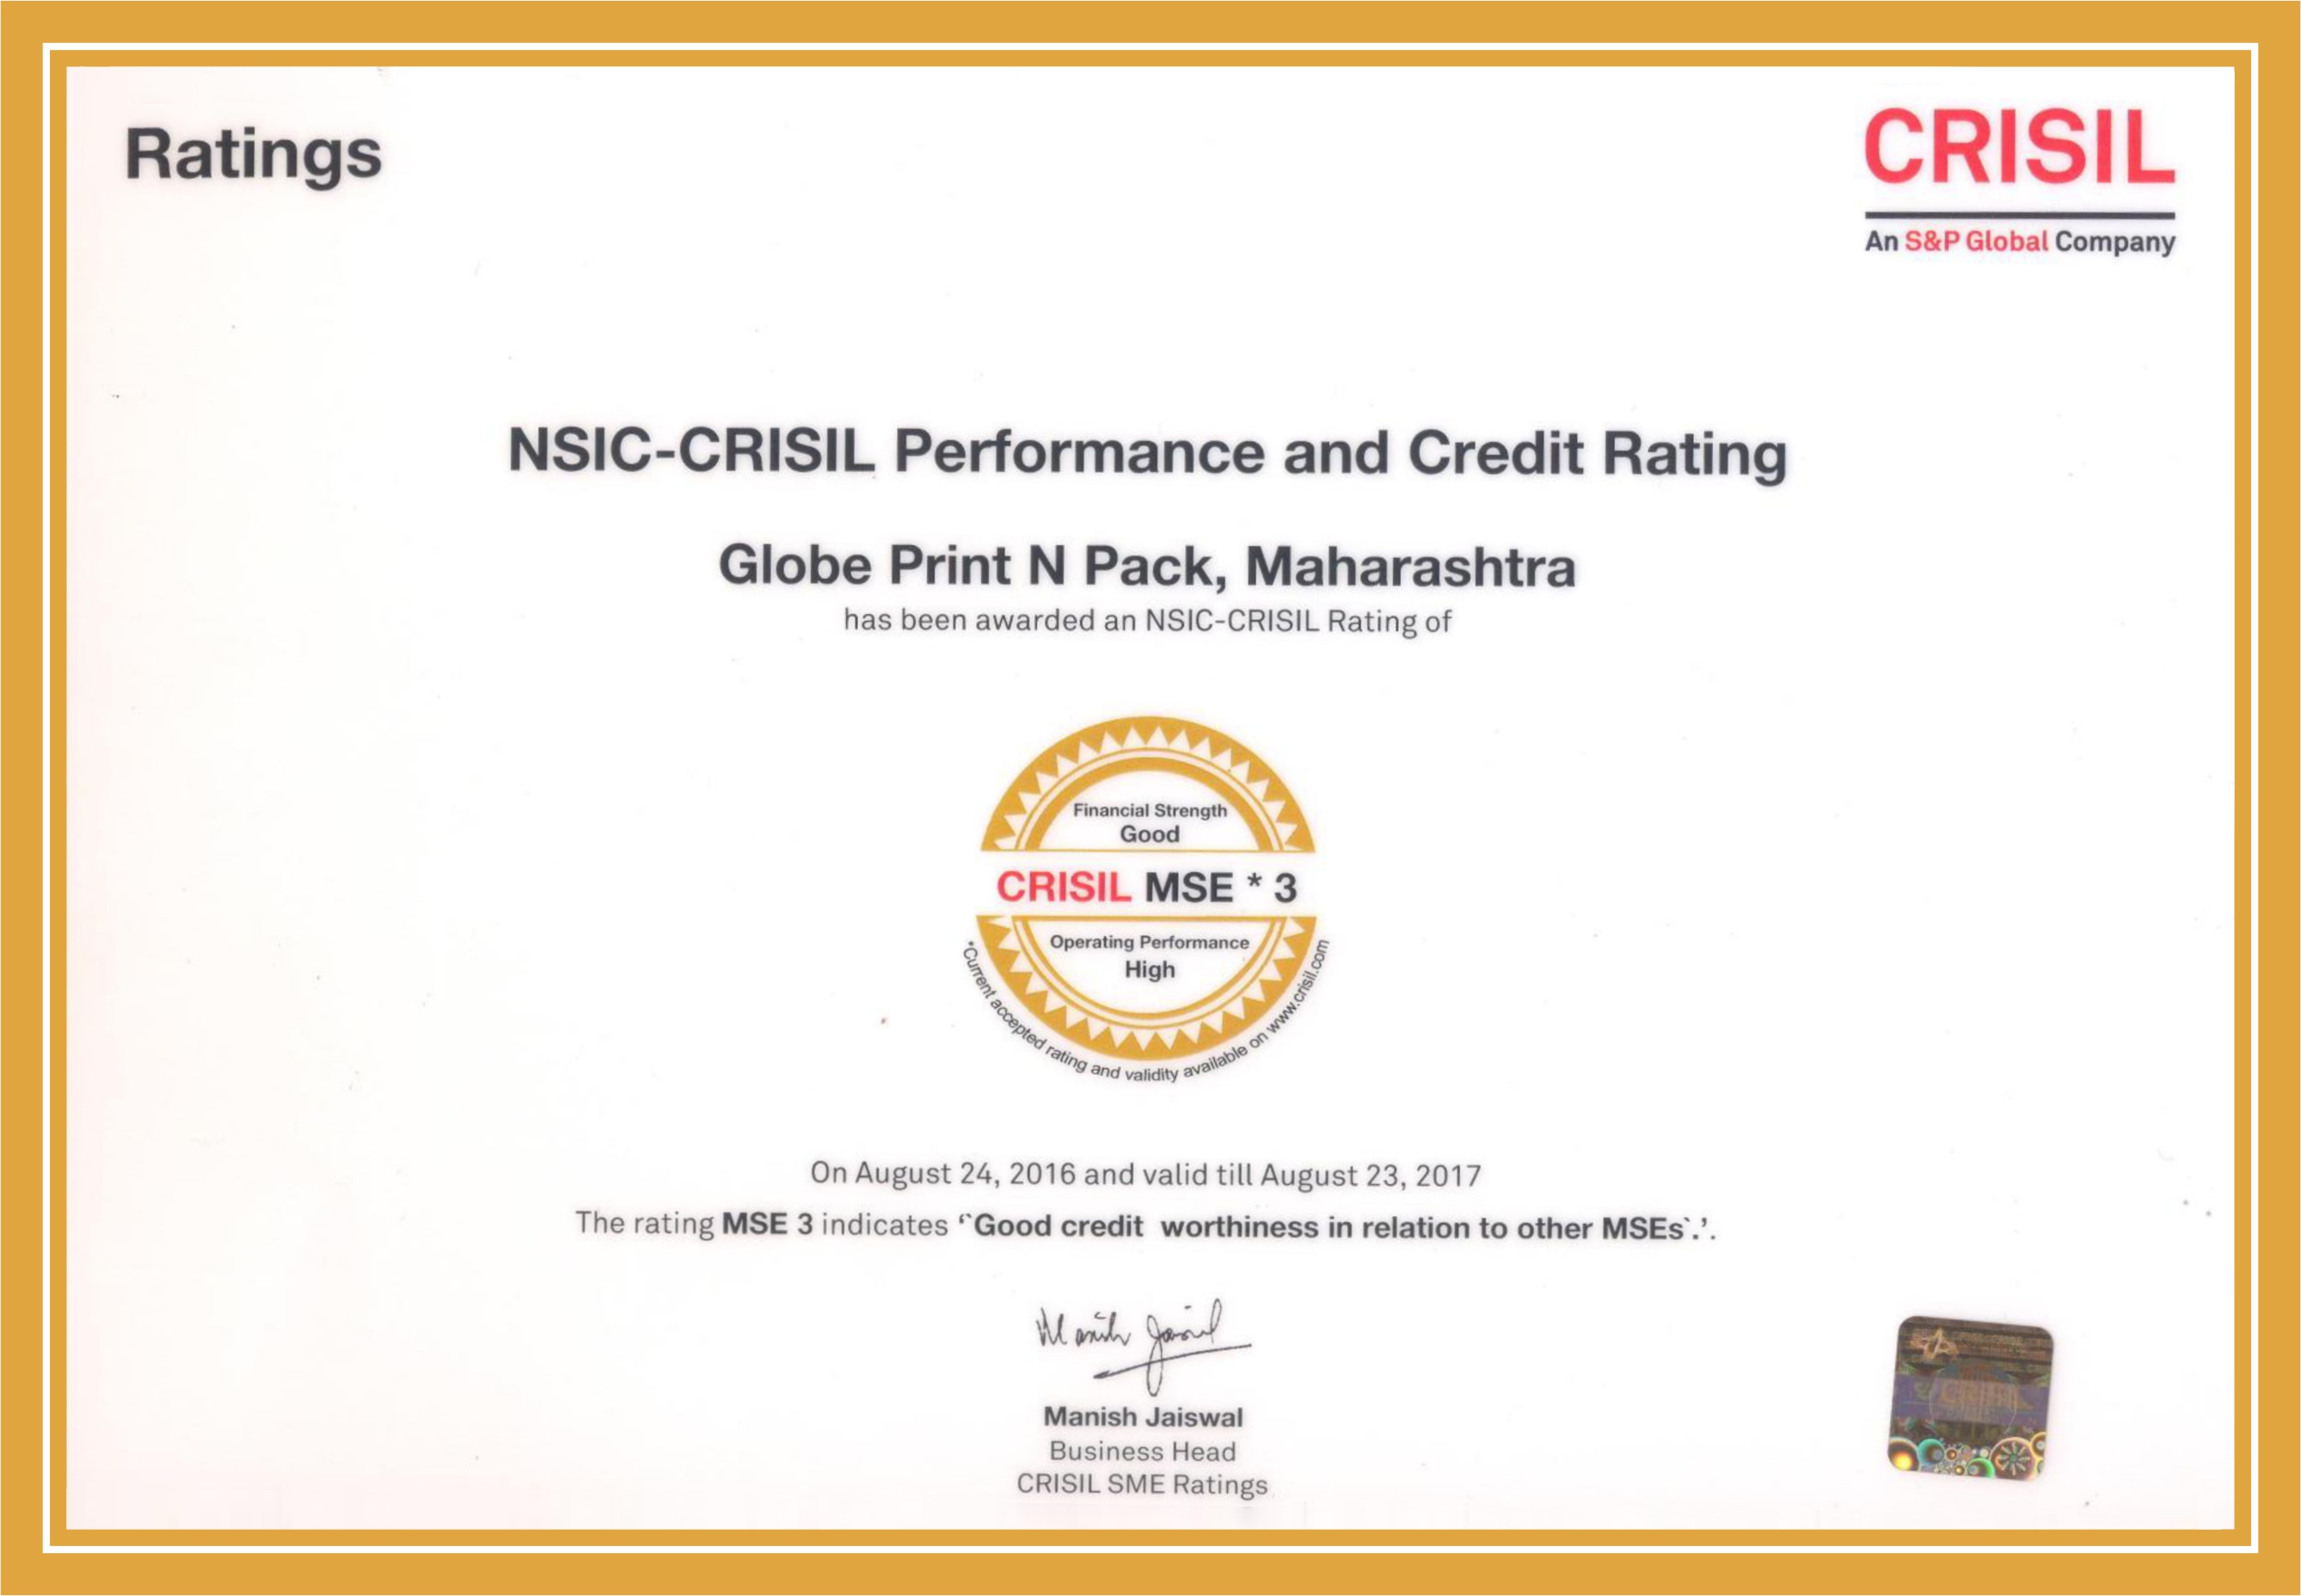 Ratings
CRISIL
An S&P Global Company
NSIC-CRISIL Performance and Credit Rating
Globe Print N Pack, Maharashtra
has been awarded an NSIC-CRISIL Rating of
Financial Strength
Good
CRISIL MSE * 3
Operating Performance
High
*Current accepted rating and validity available on www.crisil.com
On August 24, 2016 and valid till August 23, 2017
The rating MSE 3 indicates ‘`Good credit worthiness in relation to other MSEs`.’.
Manish Jaiswal
Manish Jaiswal
Business Head
CRISIL SME Ratings
CRISIL